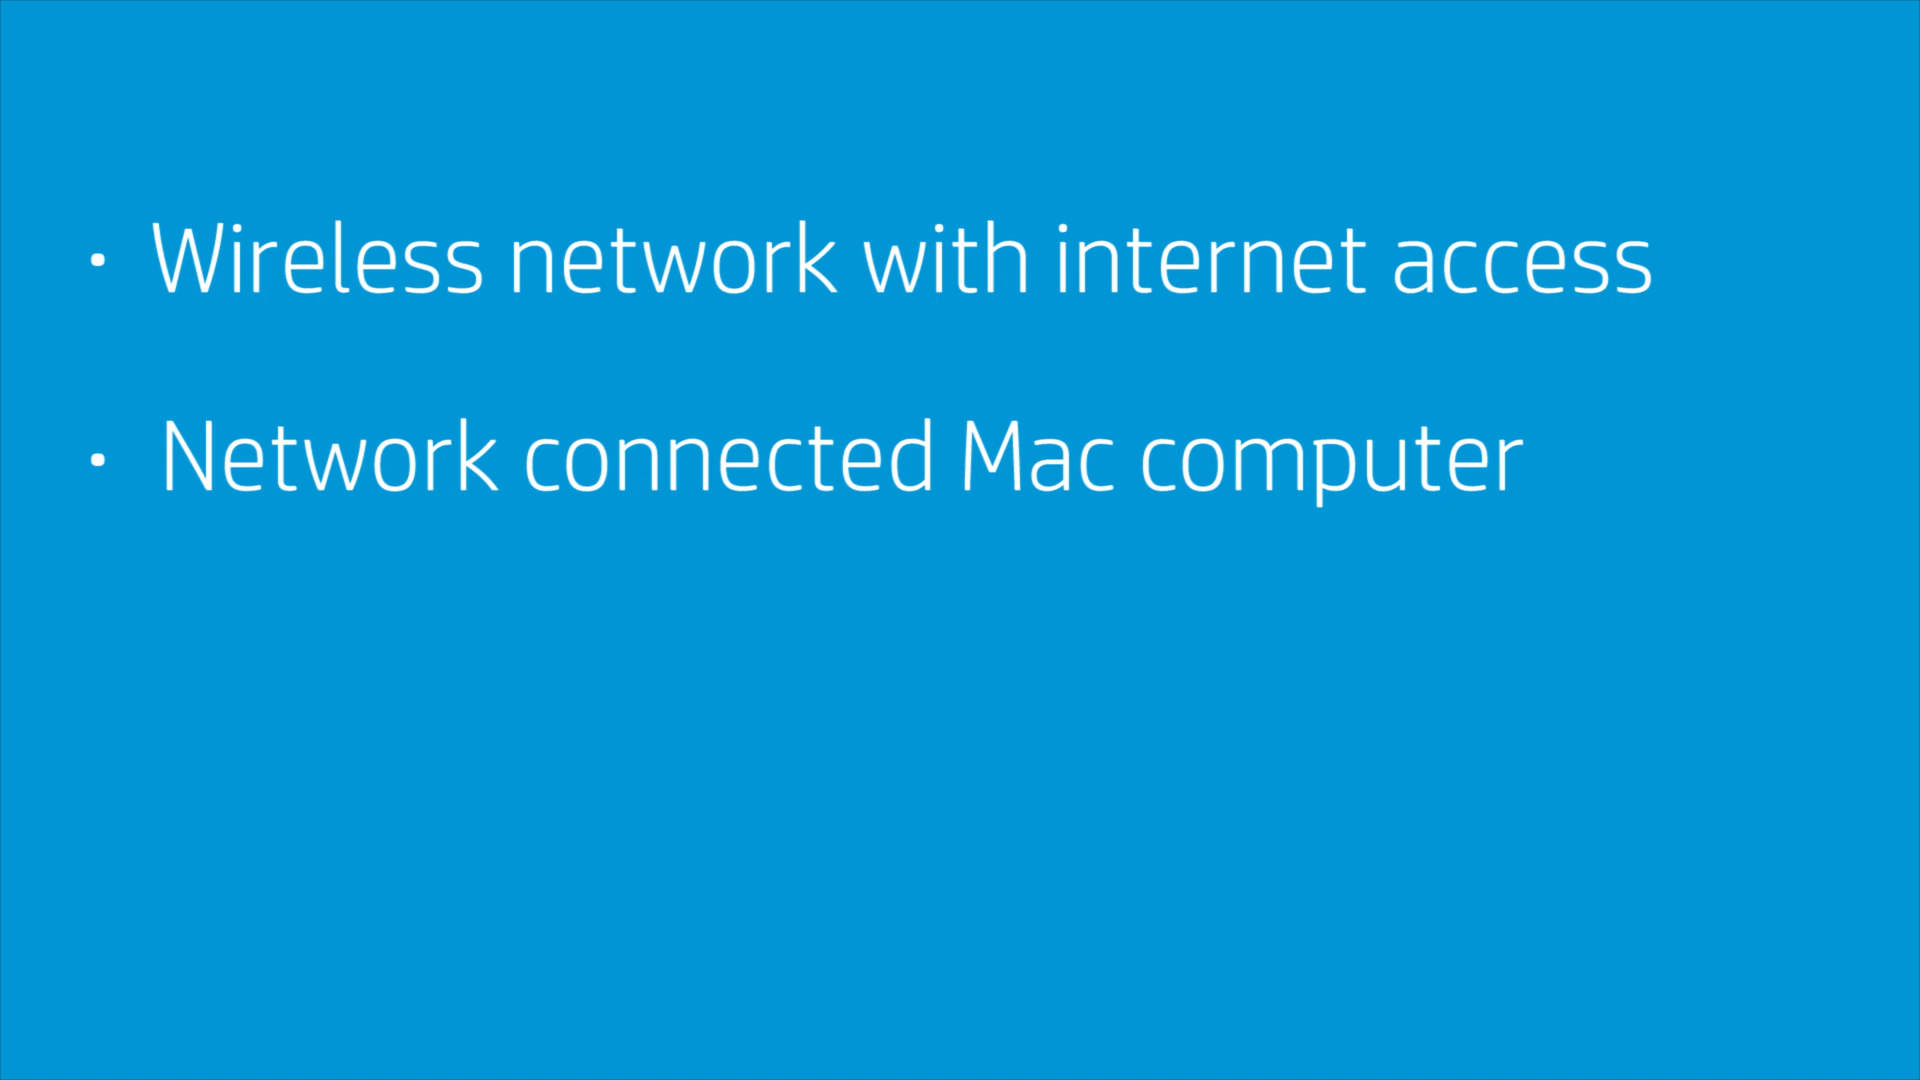 • Wireless network with internet access
• Network connected Mac computer